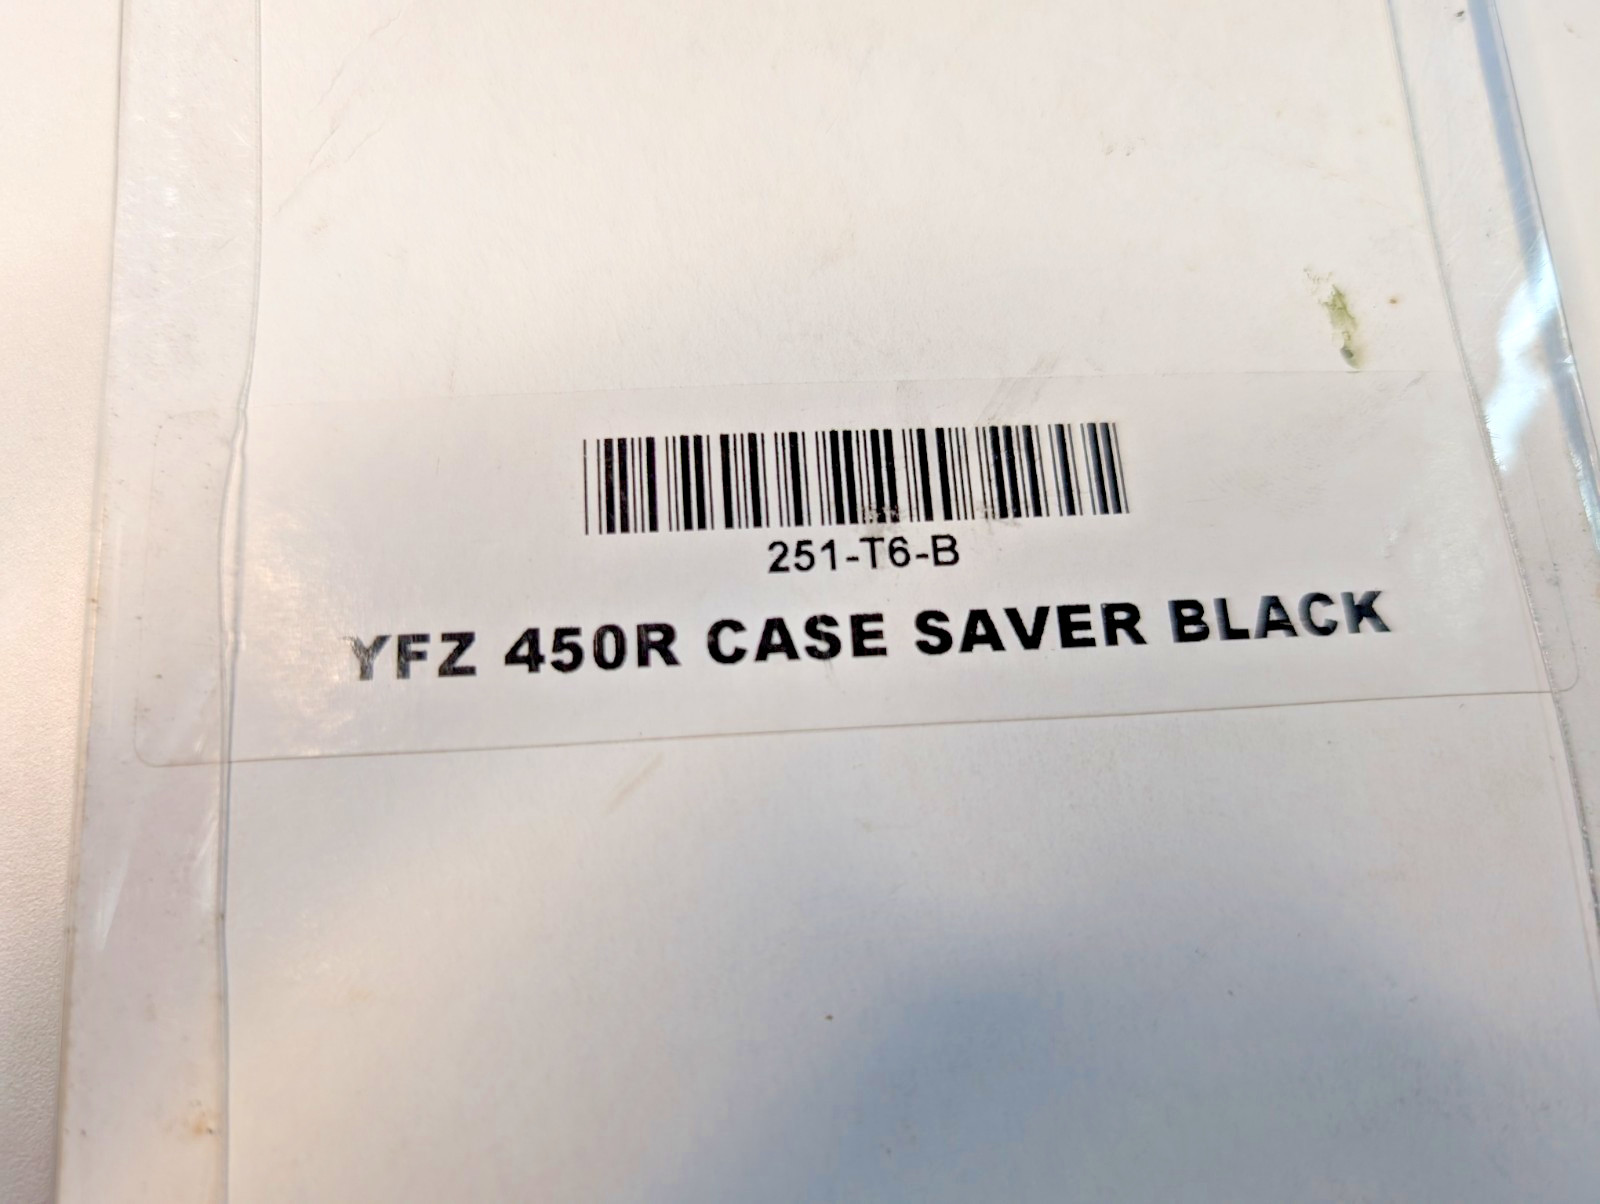 251-T6-B
YFZ 450R CASE SAVER BLACK